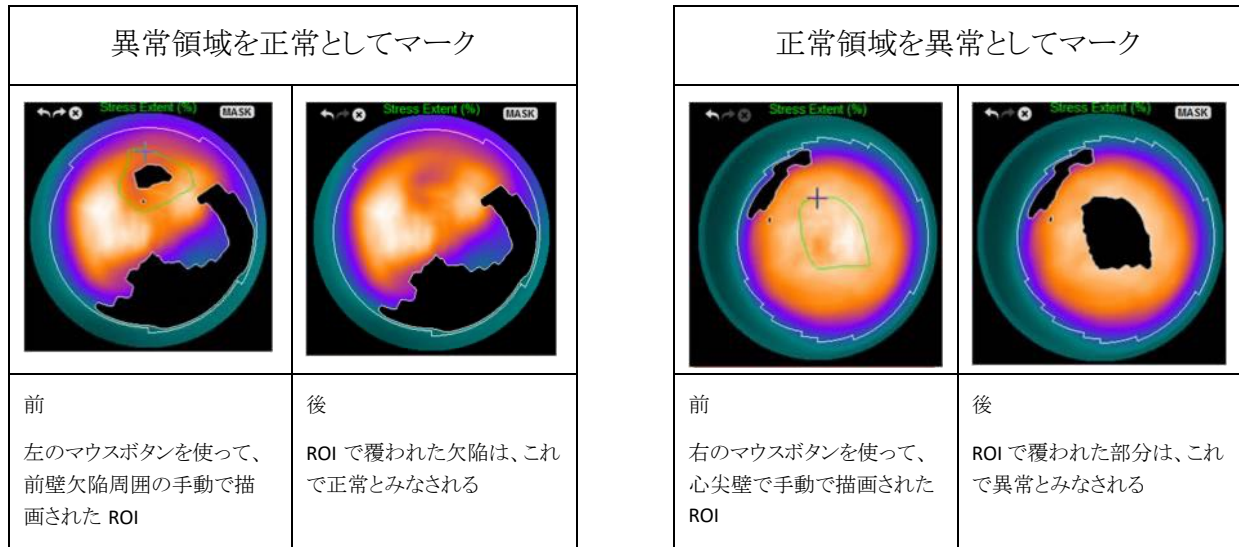 異常領域を正常としてマーク
Stress Extent (%)
MASK
Stress Extent (%)
MASK
前
左のマウスボタンを使って、
前壁欠陥周囲の手動で描
画された ROI
後
ROI で覆われた欠陥は、これ
で正常とみなされる
正常領域を異常としてマーク
Stress Extent (%)
MASK
Stress Extent (%)
MASK
前
右のマウスボタンを使って、
心尖壁で手動で描画された
ROI
後
ROI で覆われた部分は、これ
で異常とみなされる